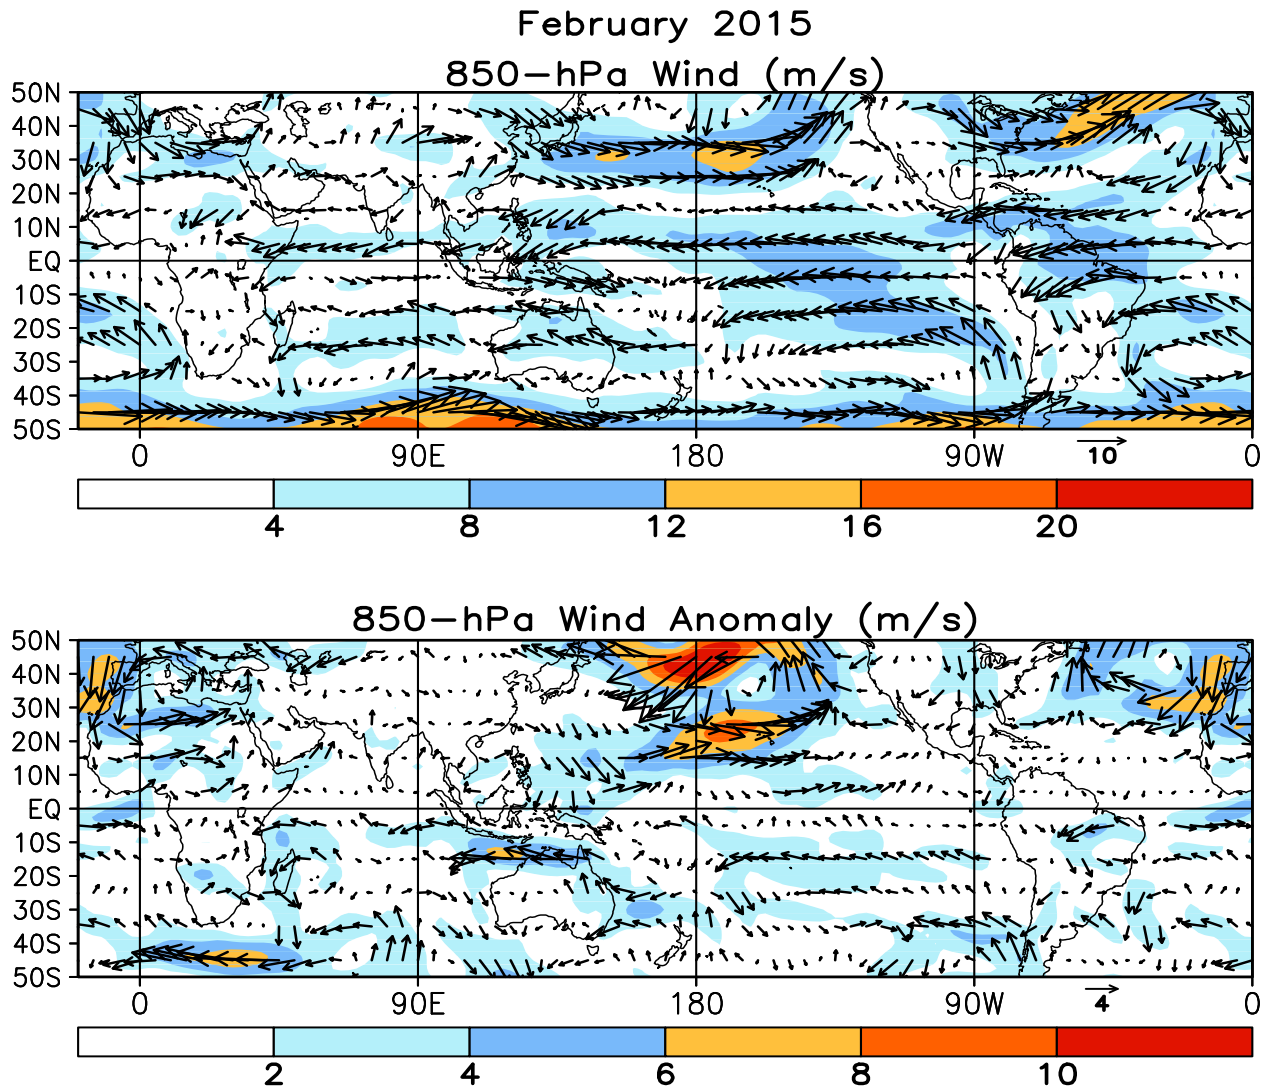 February 2015
850-hPa Wind (m/s)
50N
40N
30N
20N
10N
EQ
10S
20S
30S
40S
50S
0 90E 180 90W 0
10
4 8 12 16 20
850-hPa Wind Anomaly (m/s)
50N
40N
30N
20N
10N
EQ
10S
20S
30S
40S
50S
0 90E 180 90W 0
4
2 4 6 8 10